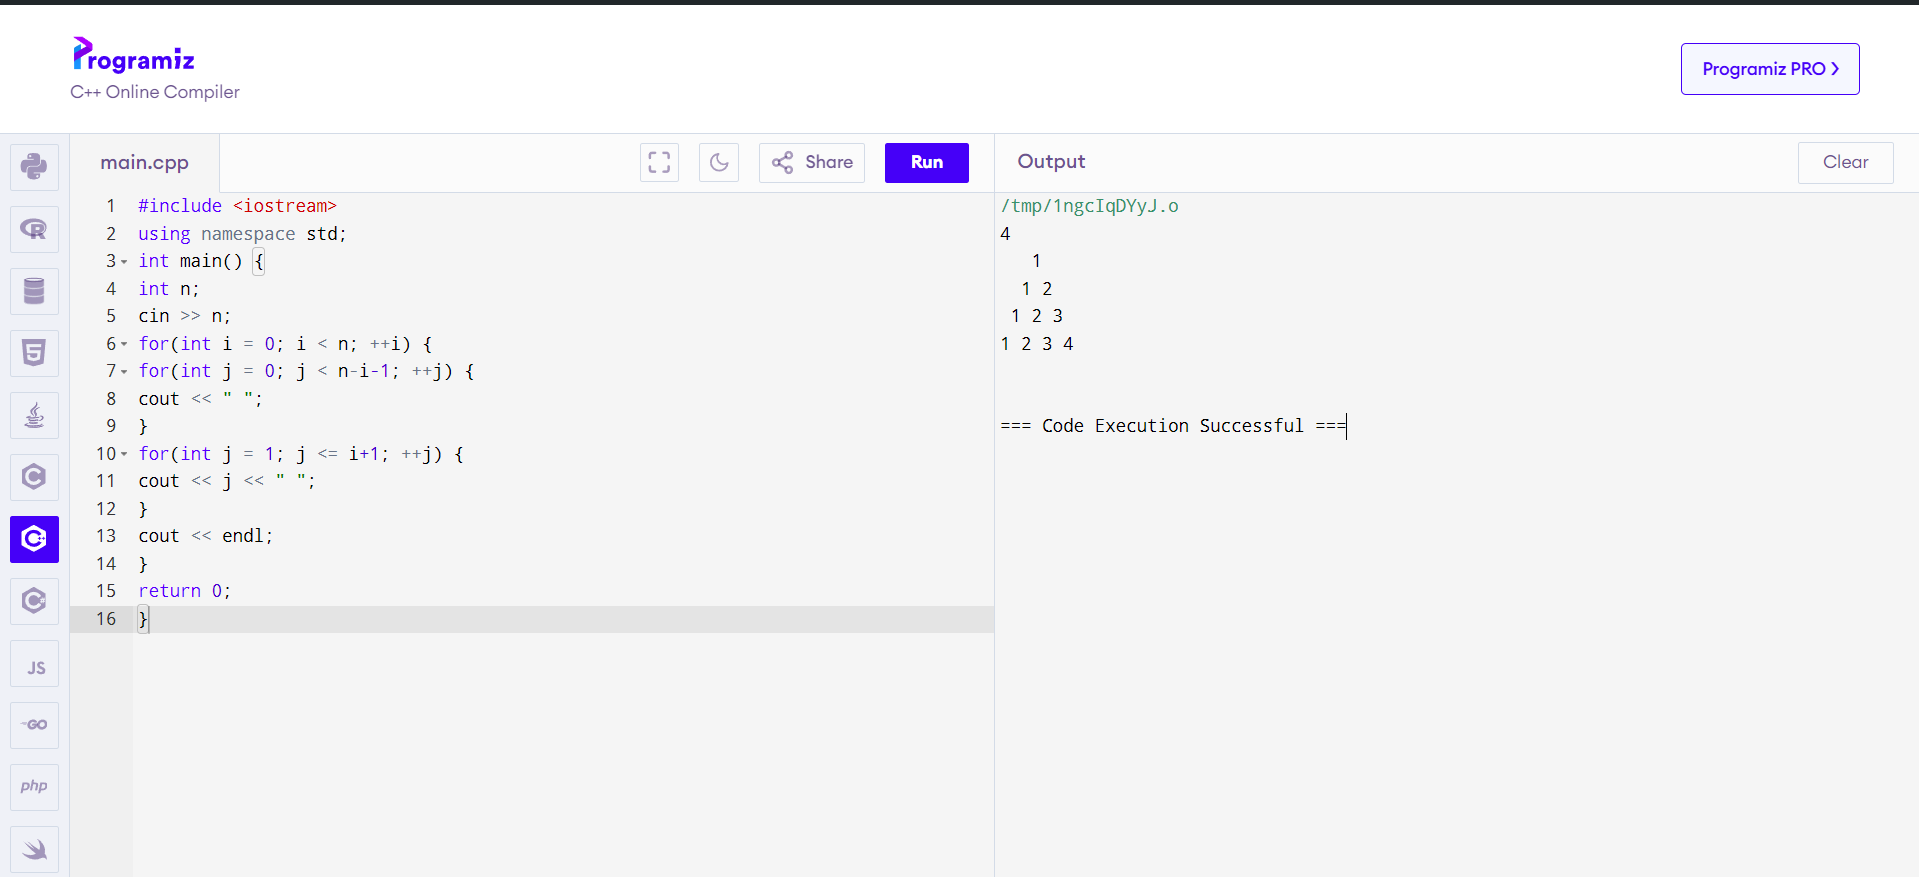 Programiz
C++ Online Compiler
Programiz PRO ›
main.cpp
Share
Run
Output
Clear
1 #include <iostream>
2 using namespace std;
3 int main() {
4 int n;
5 cin >> n;
6 for(int i = 0; i < n; ++i) {
7 for(int j = 0; j < n-i-1; ++j) {
8 cout << " ";
9 }
10 for(int j = 1; j <= i+1; ++j) {
11 cout << j << " ";
12 }
13 cout << endl;
14 }
15 return 0;
16 }
/tmp/1ngcIqDYyJ.o
4
   1
  1 2
 1 2 3
1 2 3 4
=== Code Execution Successful ===
R
5
C
C++
C#
JS
GO
php